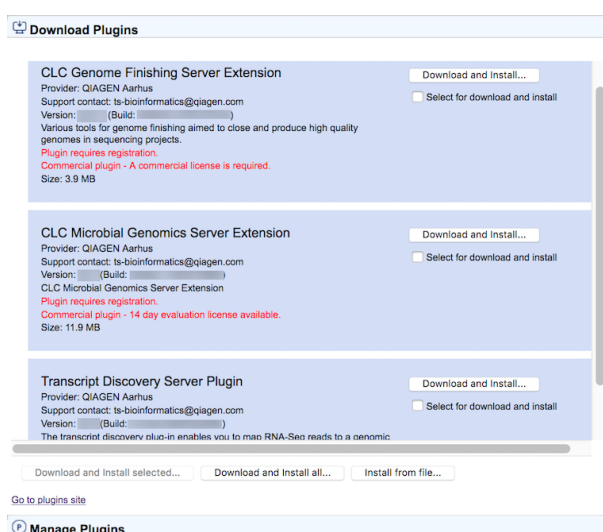 Download Plugins
CLC Genome Finishing Server Extension
Download and Install...
Provider: QIAGEN Aarhus
Support contact: ts-bioinformatics@qiagen.com
Select for download and install
Version: (Build: )
Various tools for genome finishing aimed to close and produce high quality
genomes in sequencing projects.
Plugin requires registration.
Commercial plugin - A commercial license is required.
Size: 3.9 MB
CLC Microbial Genomics Server Extension
Download and Install...
Provider: QIAGEN Aarhus
Support contact: ts-bioinformatics@qiagen.com
Select for download and install
Version: (Build: )
CLC Microbial Genomics Server Extension
Plugin requires registration.
Commercial plugin - 14 day evaluation license available.
Size: 11.9 MB
Transcript Discovery Server Plugin
Download and Install...
Provider: QIAGEN Aarhus
Support contact: ts-bioinformatics@qiagen.com
Select for download and install
Version: (Build: )
The transcript discovery plug-in enables you to map RNA-Seq reads to a genomic
Download and Install selected... Download and Install all... Install from file...
Go to plugins site
P Manage Plugins